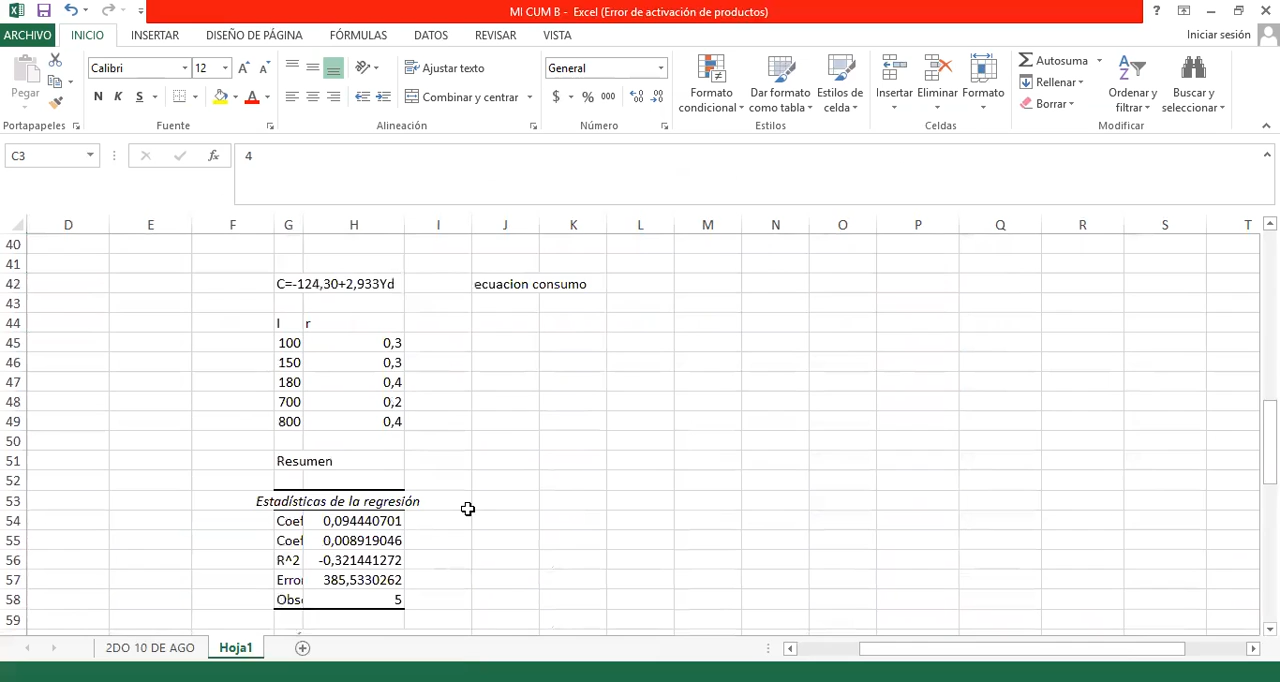 MI CUM B - Excel (Error de activación de productos)
?
ARCHIVO INICIO INSERTAR DISEÑO DE PÁGINA FÓRMULAS DATOS REVISAR VISTA Iniciar sesión
Pegar
Calibri 12 A A
N K S A
Ajustar texto
Combinar y centrar
General
$ % 000
Formato condicional
Dar formato como tabla
Estilos de celda
Insertar Eliminar Formato
Autosuma
Rellenar
Borrar
Ordenar y filtrar
Buscar y seleccionar
Portapapeles Fuente Alineación Número Estilos Celdas Modificar
C3 fx 4
D E F G H I J K L M N O P Q R S T
40
41
42 C=-124,30+2,933Yd ecuacion consumo
43
44 I r
45 100 0,3
46 150 0,3
47 180 0,4
48 700 0,2
49 800 0,4
50
51 Resumen
52
53 Estadísticas de la regresión
54 Coef 0,094440701
55 Coef 0,008919046
56 R^2 -0,321441272
57 Error 385,5330262
58 Obse 5
59
2DO 10 DE AGO Hoja1